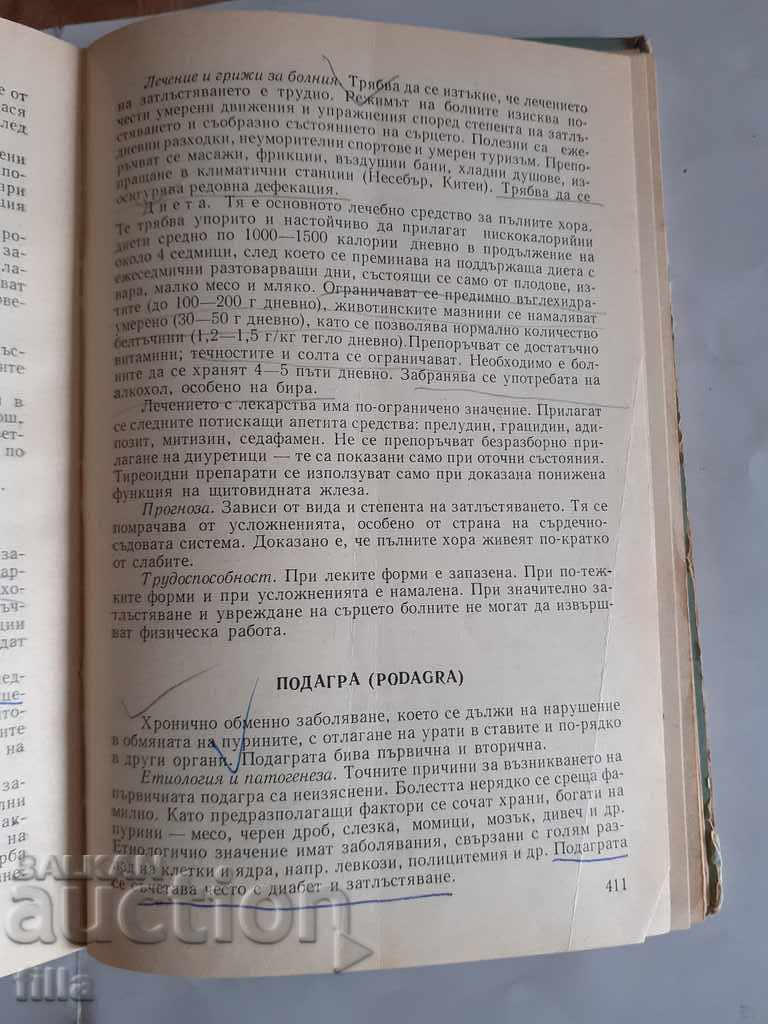 Лечение и грижи за болния. Трябва да се изтъкне, че лечението
на затлъстяването е трудно. Режимът на болните изисква по-
чести умерени движения и упражнения според степента на затлъ-
стяването и съобразно състоянието на сърцето. Полезни са еже-
дневни разходки, неуморителни спортове и умерен туризъм. Препо-
ръчват се масажи, фрикции, въздушни бани, хладни душове, из-
пращане в климатични станции (Несебър, Китен). Трябва да се
осигурява редовна дефекация.
Диета. Тя е основното лечебно средство за пълните хора.
Те трябва упорито и настойчиво да прилагат нискокалорийни
диети средно по 1000—1500 калории дневно в продължение на
около 4 седмици, след което се преминава на поддържаща диета с
ежеседмични разтоварващи дни, състоящи се само от плодове, из-
вара, малко месо и мляко. Ограничават се предимно въглехидра-
тите (до 100—200 г дневно), животинските мазнини се намаляват
умерено (30—50 г дневно), като се позволява нормално количество
белтъчини (1,2—1,5 г/кг тегло дневно). Препоръчват се достатъчно
витамини; течностите и солта се ограничават. Необходимо е бол-
ните да се хранят 4—5 пъти дневно. Забранява се употребата на
алкохол, особено на бира.
Лечението с лекарства има по-ограничено значение. Прилагат
се следните потискащи апетита средства: прелудин, грацидин, ади-
позит, митизин, седафамен. Не се препоръчват безразборно при-
лагане на диуретици — те са показани само при оточни състояния.
Тиреоидни препарати се използуват само при доказана понижена
функция на щитовидната жлеза.
Прогноза. Зависи от вида и степента на затлъстяването. Тя се
помрачава от усложненията, особено от страна на сърдечно-
съдовата система. Доказано е, че пълните хора живеят по-кратко
от слабите.
Трудоспособност. При леките форми е запазена. При по-теж-
ките форми и при усложненията е намалена. При значително за-
тлъстяване и увреждане на сърцето болните не могат да извърш-
ват физическа работа.
ПОДАГРА (PODAGRA)
Хронично обменно заболяване, което се дължи на нарушение
в обмяната на пурините, с отлагане на урати в ставите и по-рядко
в други органи. Подаграта бива първична и вторична.
Етиология и патогенеза. Точните причини за възникването на
първичната подагра са неизяснени. Болестта нерядко се среща фа-
милно. Като предразполагащи фактори се сочат храни, богати на
пурини — месо, черен дроб, слезка, момици, мозък, дивеч и др.
Етиологично значение имат заболявания, свързани с голям раз-
пад на клетки и ядра, напр. левкози, полицитемия и др. Подаграта
се съчетава често с диабет и затлъстяване.
411
auction
filla